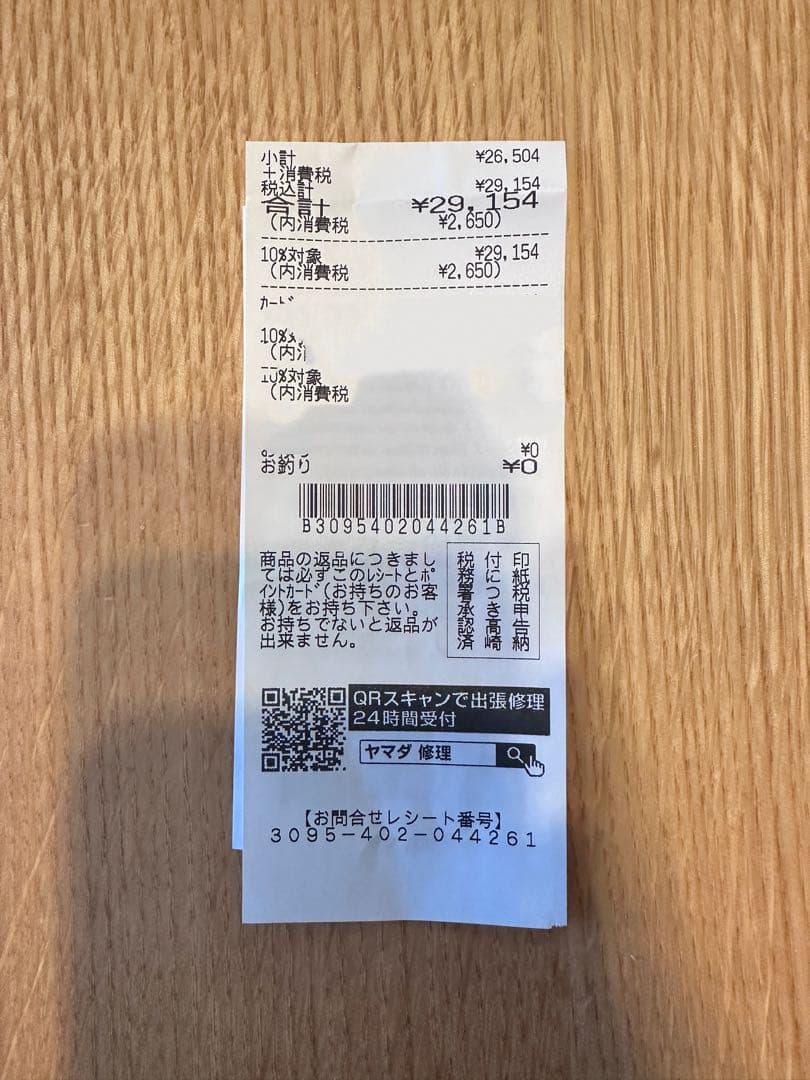 小計 ¥26,504
+消費税
税込計 ¥29,154
合計 ¥29,154
(内消費税 ¥2,650)
10%対象 ¥29,154
(内消費税 ¥2,650)
カード
10%
(内
10%対象
(内消費税
¥0
お釣り ¥0
B3095402044261B
商品の返品につきまし
ては必ずこのレシートとポ
イントカード(お持ちのお客
様)をお持ち下さい。
お持ちでないと返品が
出来ません。
印紙税申告納
付につき高崎
税務署承認済
QRスキャンで出張修理
24時間受付
ヤマダ 修理
【お問合せレシート番号】
3095-402-044261